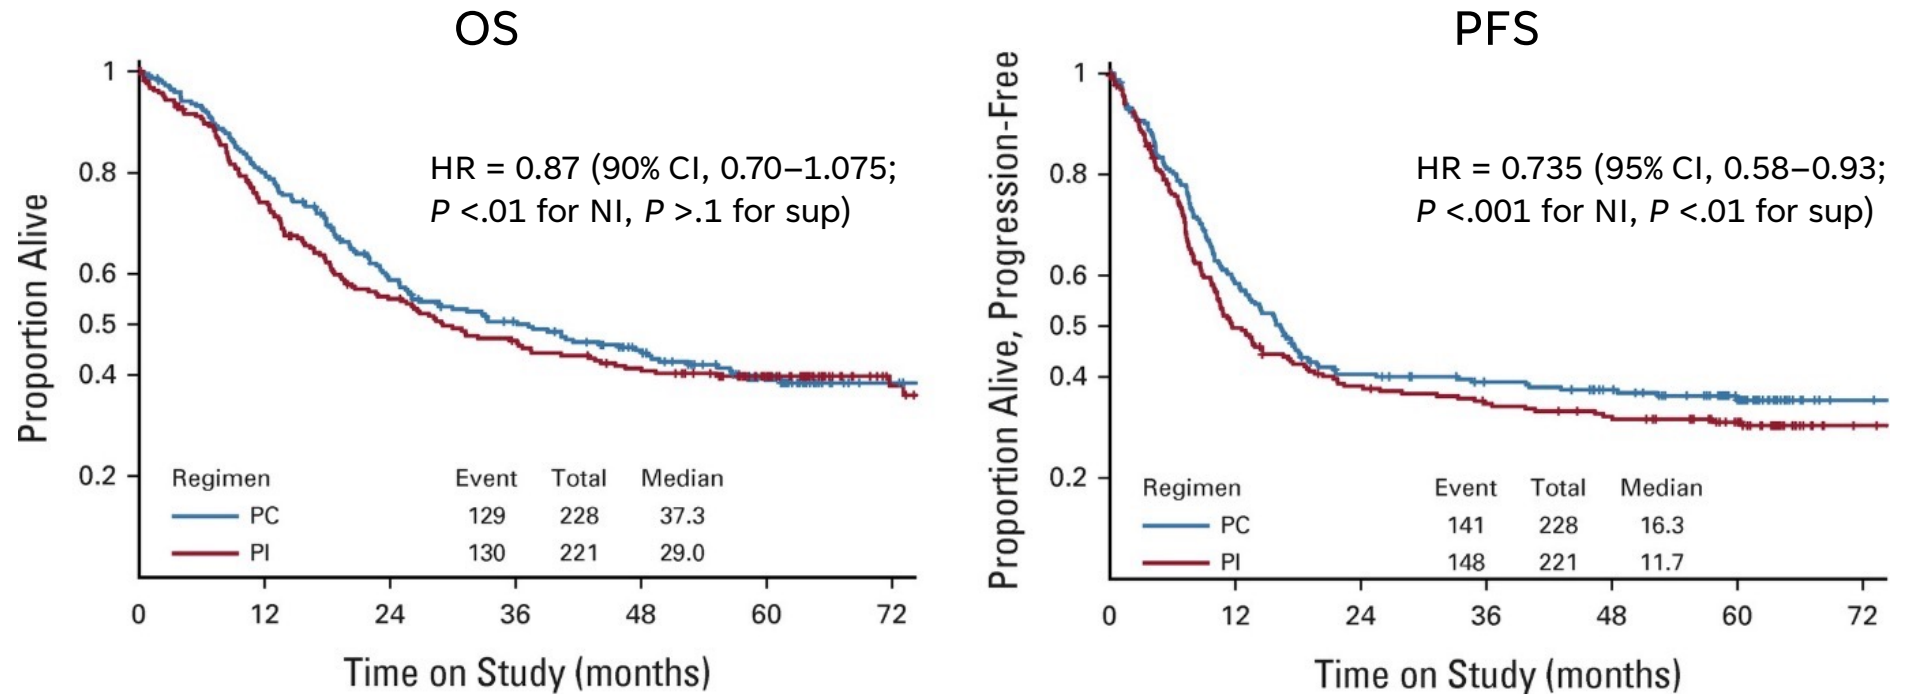 OS
Proportion Alive
1
0.8
0.6
0.5
0.4
0.2
HR = 0.87 (90% CI, 0.70–1.075;
P <.01 for NI, P >.1 for sup)
Regimen Event Total Median
PC 129 228 37.3
PI 130 221 29.0
0 12 24 36 48 60 72
Time on Study (months)
PFS
Proportion Alive, Progression-Free
1
0.8
0.6
0.5
0.4
0.2
HR = 0.735 (95% CI, 0.58–0.93;
P <.001 for NI, P <.01 for sup)
Regimen Event Total Median
PC 141 228 16.3
PI 148 221 11.7
0 12 24 36 48 60 72
Time on Study (months)